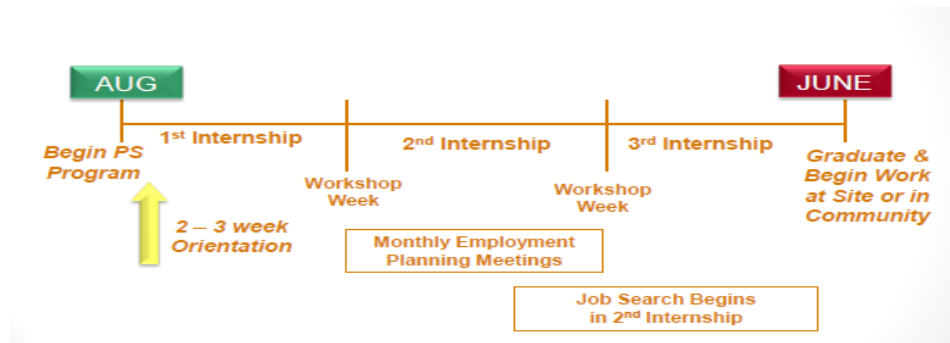 AUG
JUNE
1st Internship
2nd Internship
3rd Internship
Begin PS
Program
Workshop
Week
Workshop
Week
Graduate &
Begin Work
at Site or in
Community
2 – 3 week
Orientation
Monthly Employment
Planning Meetings
Job Search Begins
in 2nd Internship